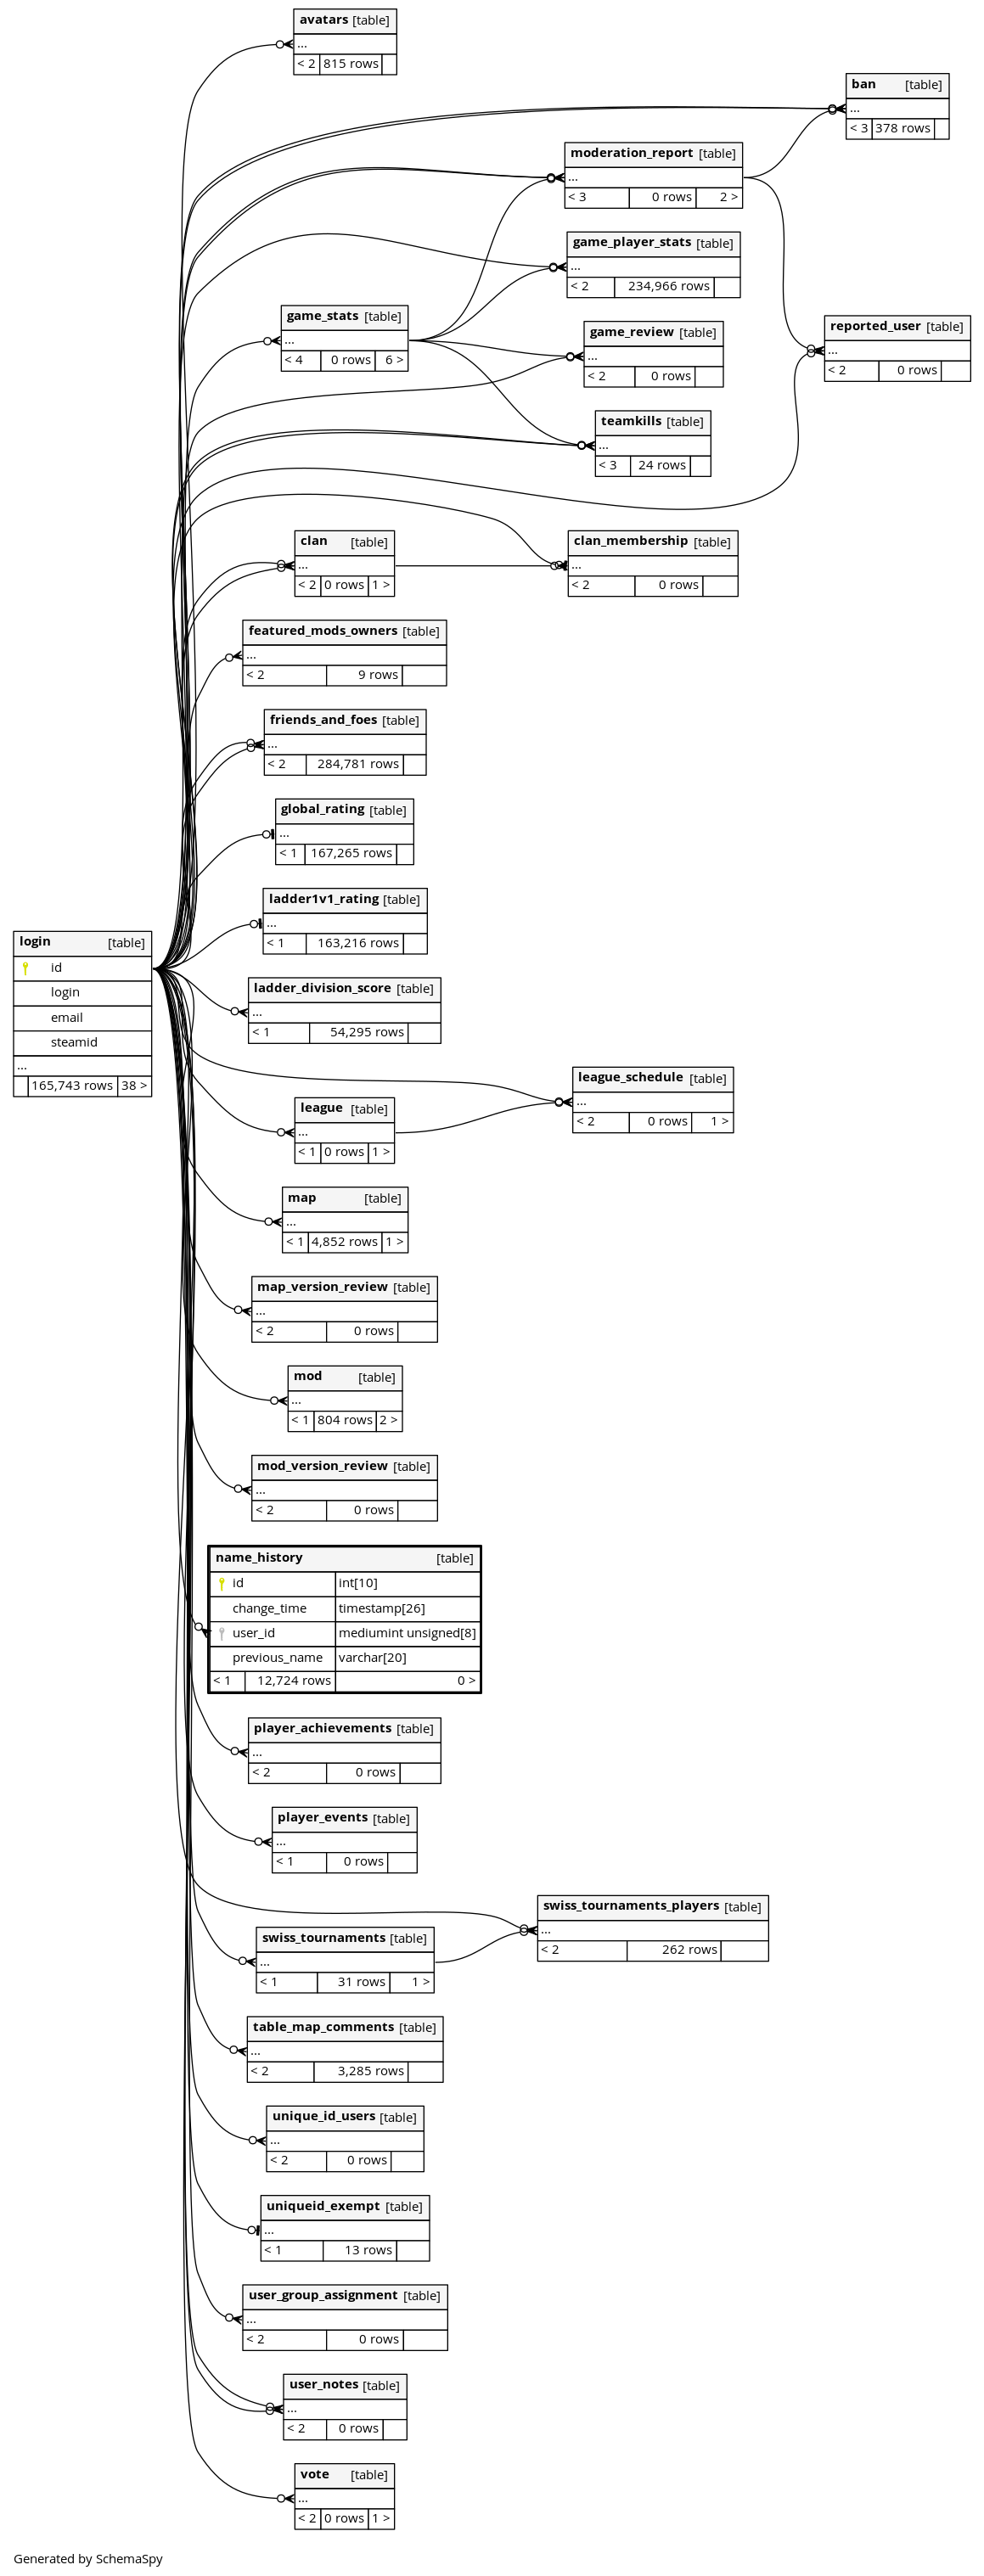 avatars [table]
...
< 2 815 rows
ban [table]
...
< 3 378 rows
moderation_report [table]
...
< 3 0 rows 2 >
game_player_stats [table]
...
< 2 234,966 rows
game_stats [table]
...
< 4 0 rows 6 >
reported_user [table]
...
< 2 0 rows
game_review [table]
...
< 2 0 rows
teamkills [table]
...
< 3 24 rows
clan [table]
...
< 2 0 rows 1 >
clan_membership [table]
...
< 2 0 rows
featured_mods_owners [table]
...
< 2 9 rows
friends_and_foes [table]
...
< 2 284,781 rows
global_rating [table]
...
< 1 167,265 rows
ladder1v1_rating [table]
...
< 1 163,216 rows
login [table]
id
login
email
steamid
...
165,743 rows 38 >
ladder_division_score [table]
...
< 1 54,295 rows
league_schedule [table]
...
< 2 0 rows 1 >
league [table]
...
< 1 0 rows 1 >
map [table]
...
< 1 4,852 rows 1 >
map_version_review [table]
...
< 2 0 rows
mod [table]
...
< 1 804 rows 2 >
mod_version_review [table]
...
< 2 0 rows
name_history [table]
id int[10]
change_time timestamp[26]
user_id mediumint unsigned[8]
previous_name varchar[20]
< 1 12,724 rows 0 >
player_achievements [table]
...
< 2 0 rows
player_events [table]
...
< 1 0 rows
swiss_tournaments_players [table]
...
< 2 262 rows
swiss_tournaments [table]
...
< 1 31 rows 1 >
table_map_comments [table]
...
< 2 3,285 rows
unique_id_users [table]
...
< 2 0 rows
uniqueid_exempt [table]
...
< 1 13 rows
user_group_assignment [table]
...
< 2 0 rows
user_notes [table]
...
< 2 0 rows
vote [table]
...
< 2 0 rows 1 >
Generated by SchemaSpy